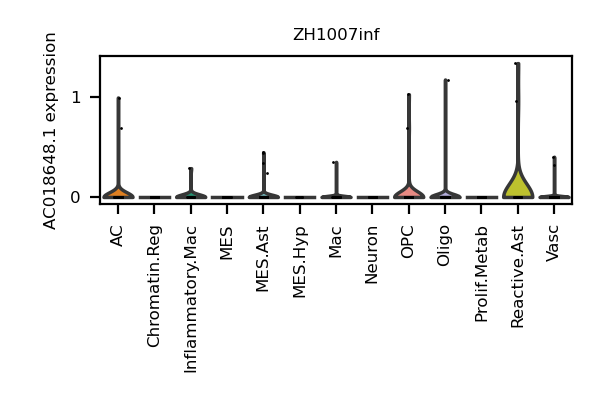 ZH1007inf
AC018648.1 expression
1
0
AC
Chromatin.Reg
Inflammatory.Mac
MES
MES.Ast
MES.Hyp
Mac
Neuron
OPC
Oligo
Prolif.Metab
Reactive.Ast
Vasc